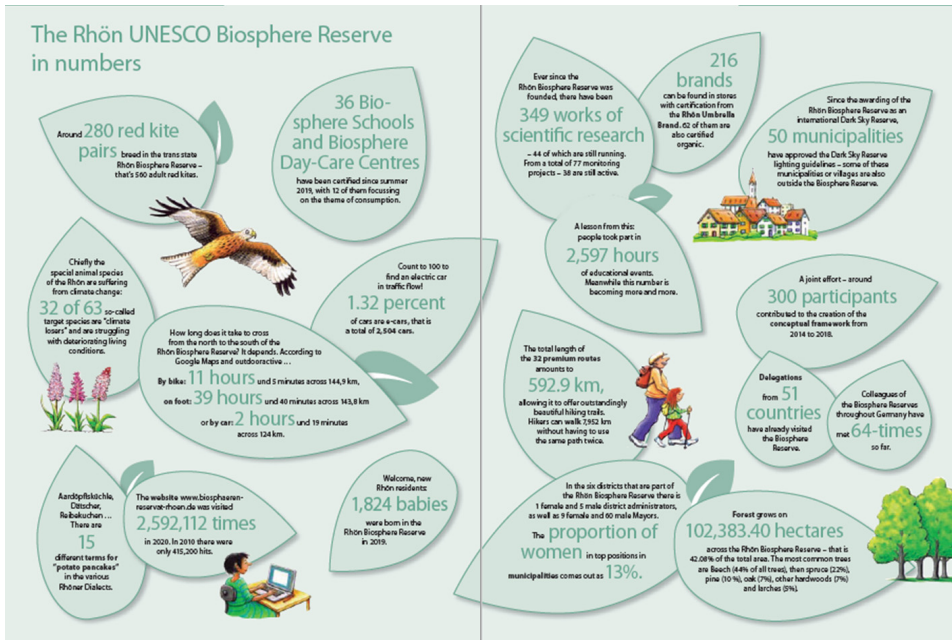 The Rhön UNESCO Biosphere Reserve
in numbers
Around 280 red kite
pairs breed in the trans state
Rhön Biosphere Reserve –
that's 560 adult red kites.
36 Bio-
sphere Schools
and Biosphere
Day-Care Centres
have been certified since summer
2019, with 12 of them focussing
on the theme of consumption.
Chiefly the
special animal species
of the Rhön are suffering
from climate change:
32 of 63 so-called
target species are "climate
losers" and are struggling
with deteriorating living
conditions.
Count to 100 to
find an electric car
in traffic flow!
1.32 percent
of cars are e-cars, that is
a total of 2,504 cars.
How long does it take to cross
from the north to the south of the
Rhön Biosphere Reserve? It depends. According to
Google Maps and outdooractive ...
By bike: 11 hours und 5 minutes across 144,9 km,
on foot: 39 hours und 40 minutes across 143,8 km
or by car: 2 hours und 19 minutes
across 124 km.
Aardöpflsküchle,
Dätscher,
Reibekuchen ...
There are
15
different terms for
"potato pancakes"
in the various
Rhöner Dialects.
The website www.biosphaeren-
reservat-rhoen.de was visited
2,592,112 times
in 2020. In 2010 there were
only 415,200 hits.
Welcome, new
Rhön residents:
1,824 babies
were born in the
Rhön Biosphere Reserve
in 2019.
Ever since the
Rhön Biosphere Reserve was
founded, there have been
349 works of
scientific research
– 44 of which are still running.
From a total of 77 monitoring
projects – 38 are still active.
216
brands
can be found in stores
with certification from
the Rhön Umbrella
Brand. 62 of them are
also certified
organic.
Since the awarding of the
Rhön Biosphere Reserve as an
international Dark Sky Reserve,
50 municipalities
have approved the Dark Sky Reserve
lighting guidelines – some of these
municipalities or villages are also
outside the Biosphere Reserve.
A lesson from this:
people took part in
2,597 hours
of educational events.
Meanwhile this number is
becoming more and more.
A joint effort – around
300 participants
contributed to the creation of the
conceptual framework from
2014 to 2018.
The total length of
the 32 premium routes
amounts to
592.9 km,
allowing it to offer outstandingly
beautiful hiking trails.
Hikers can walk 7,952 km
without having to use
the same path twice.
Delegations
from 51
countries
have already visited
the Biosphere
Reserve.
Colleagues of
the Biosphere Reserves
throughout Germany have
met 64-times
so far.
In the six districts that are part of
the Rhön Biosphere Reserve there is
1 female and 5 male district administrators,
as well as 9 female and 60 male Mayors.
The proportion of
women in top positions in
municipalities comes out as 13%.
Forest grows on
102,383.40 hectares
across the Rhön Biosphere Reserve – that is
42.08% of the total area. The most common trees
are Beech (44% of all trees), then spruce (22%),
pine (10 %), oak (7%), other hardwoods (7%)
and larches (5%).